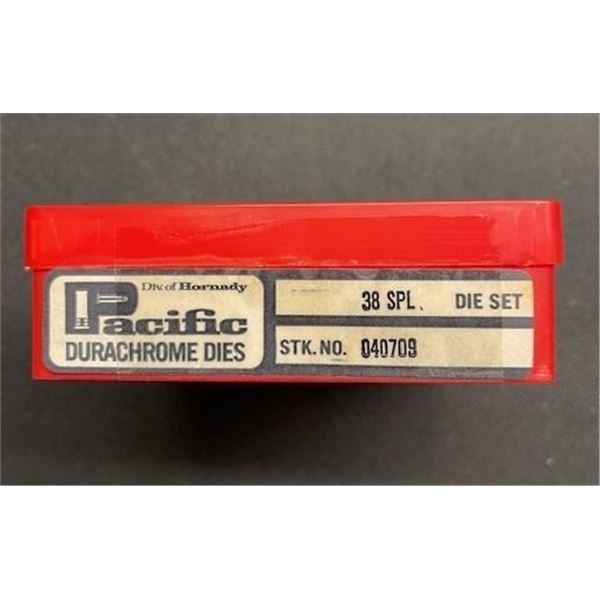 Div. of Hornady
Pacific
DURACHROME DIES
38 SPL. DIE SET
STK. NO. 040709